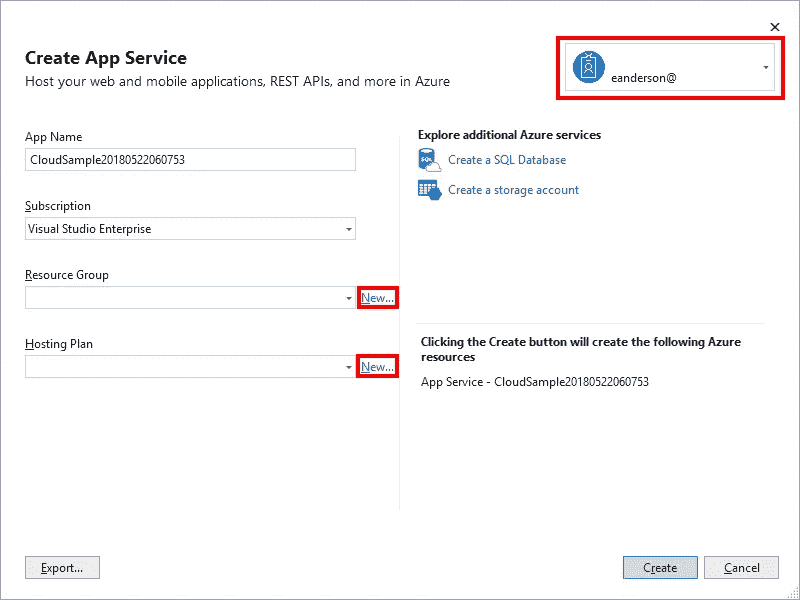 Create App Service
Host your web and mobile applications, REST APIs, and more in Azure
eanderson@
App Name
CloudSample20180522060753
Subscription
Visual Studio Enterprise
Resource Group
New...
Hosting Plan
New...
Explore additional Azure services
SQL
Create a SQL Database
Create a storage account
Clicking the Create button will create the following Azure
resources
App Service - CloudSample20180522060753
Export...
Create
Cancel